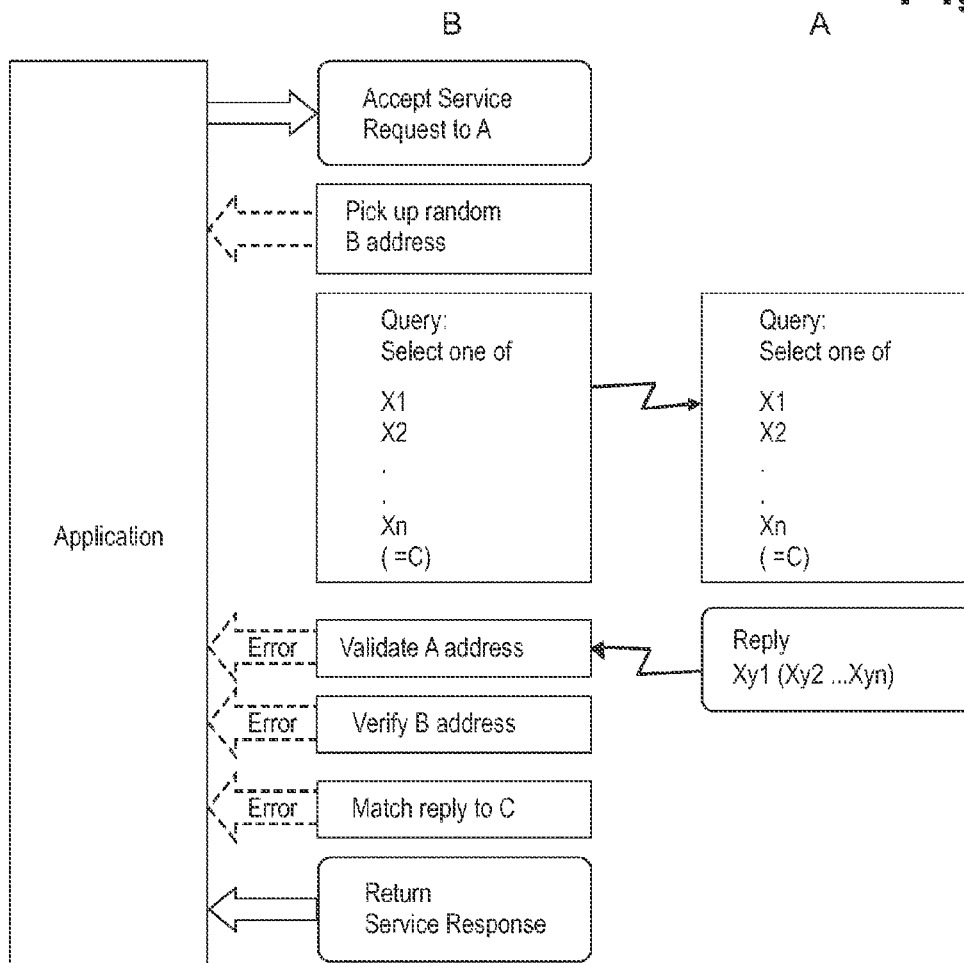 B
A
Accept Service
Request to A
Pick up random
B address
Query:
Select one of
X1
X2
.
.
Xn
( =C)
Query:
Select one of
X1
X2
.
.
Xn
( =C)
Application
Error
Validate A address
Reply
Xy1 (Xy2 ...Xyn)
Error
Verify B address
Error
Match reply to C
Return
Service Response